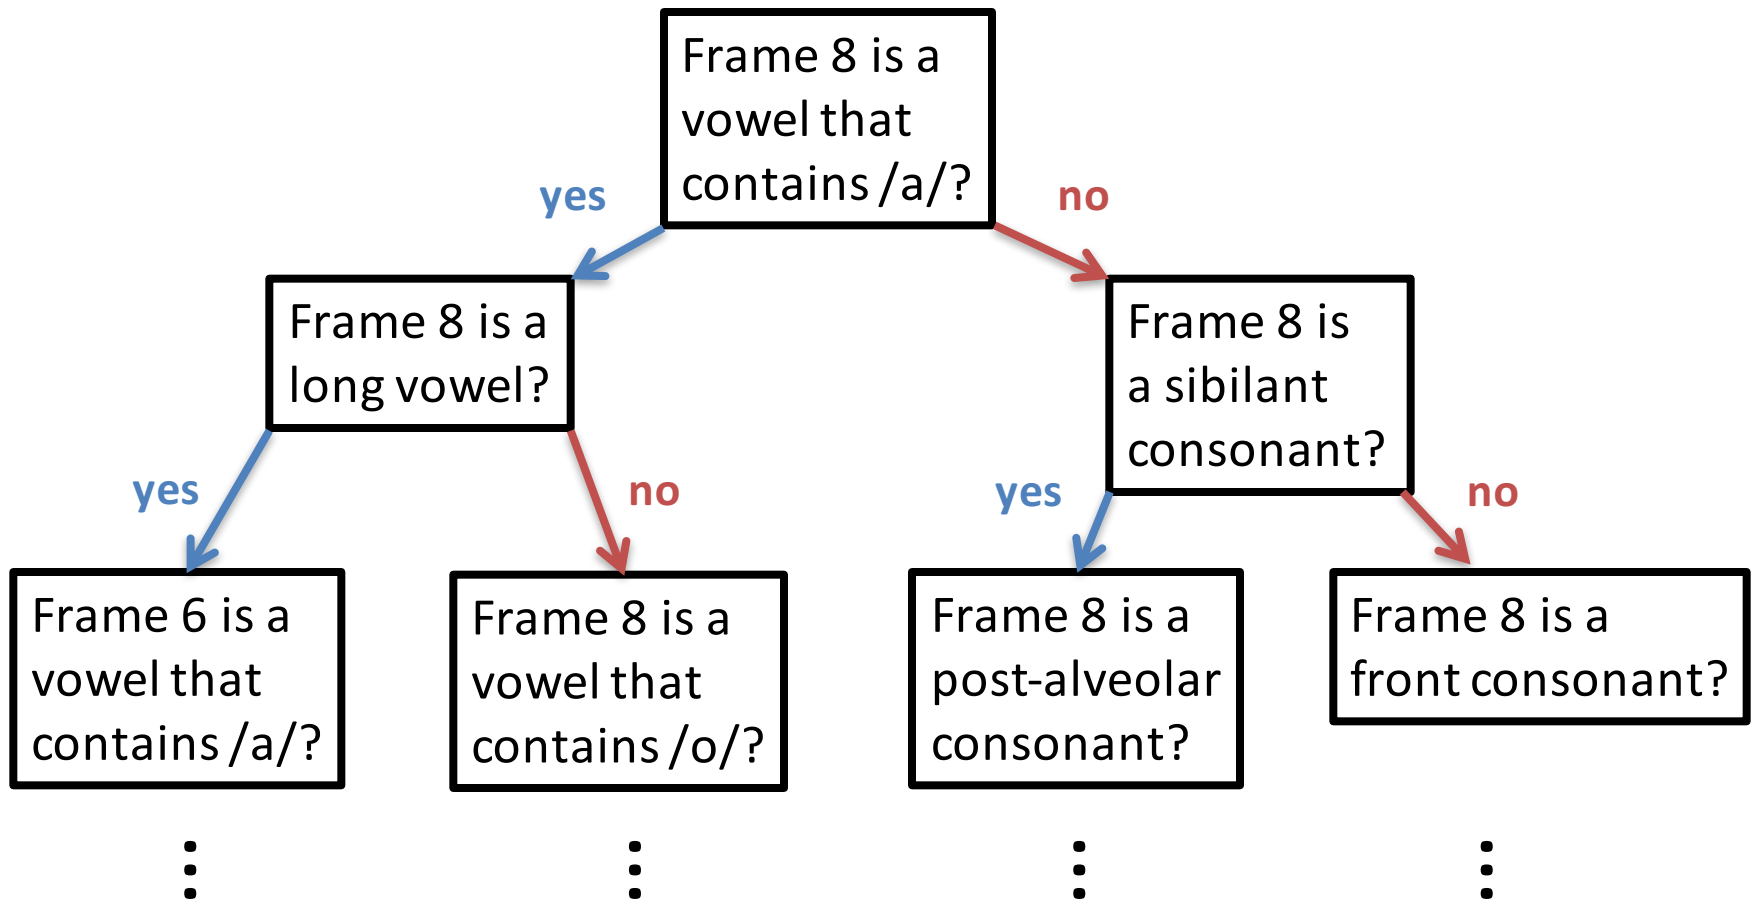 Frame 8 is a
vowel that
contains /a/?
yes
no
Frame 8 is a
long vowel?
Frame 8 is
a sibilant
consonant?
yes
no
yes
no
Frame 6 is a
vowel that
contains /a/?
Frame 8 is a
vowel that
contains /o/?
Frame 8 is a
post-alveolar
consonant?
Frame 8 is a
front consonant?